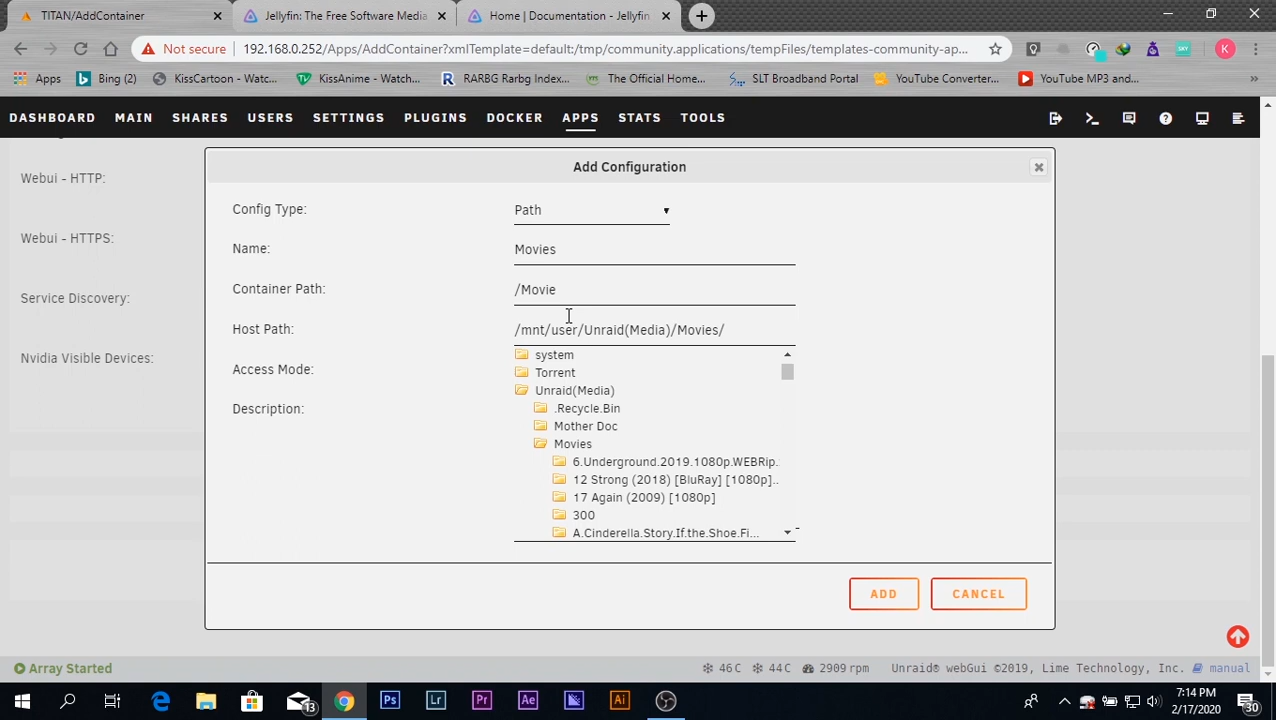 TITAN/AddContainer
Jellyfin: The Free Software Media
Home | Documentation - Jellyfin
Not secure
192.168.0.252/Apps/AddContainer?xmlTemplate=default:/tmp/community.applications/tempFiles/templates-community-ap...
K
Apps
Bing (2)
KissCartoon - Watc...
KissAnime - Watch...
RARBG Rarbg Index...
The Official Home...
SLT Broadband Portal
YouTube Converter...
YouTube MP3 and...
DASHBOARD MAIN SHARES USERS SETTINGS PLUGINS DOCKER APPS STATS TOOLS
Add Configuration
Webui - HTTP:
Webui - HTTPS:
Service Discovery:
Nvidia Visible Devices:
Config Type:
Path
Name:
Movies
Container Path:
/Movie
Host Path:
/mnt/user/Unraid(Media)/Movies/
Access Mode:
Description:
system
Torrent
Unraid(Media)
.Recycle.Bin
Mother Doc
Movies
6.Underground.2019.1080p.WEBRip.
12 Strong (2018) [BluRay] [1080p]..
17 Again (2009) [1080p]
300
A.Cinderella.Story.If.the.Shoe.Fi...
ADD
CANCEL
Array Started
46 C
44 C
2909 rpm
Unraid® webGui ©2019, Lime Technology, Inc.
manual
13
Ps
Lr
Pr
Ae
Ai
7:14 PM
2/17/2020
30